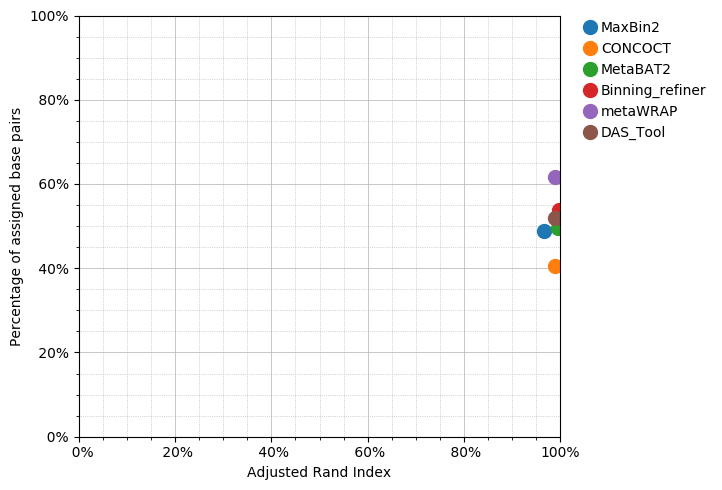 100%
80%
60%
40%
20%
0%
Percentage of assigned base pairs
0%
20%
40%
60%
80%
100%
Adjusted Rand Index
MaxBin2
CONCOCT
MetaBAT2
Binning_refiner
metaWRAP
DAS_Tool